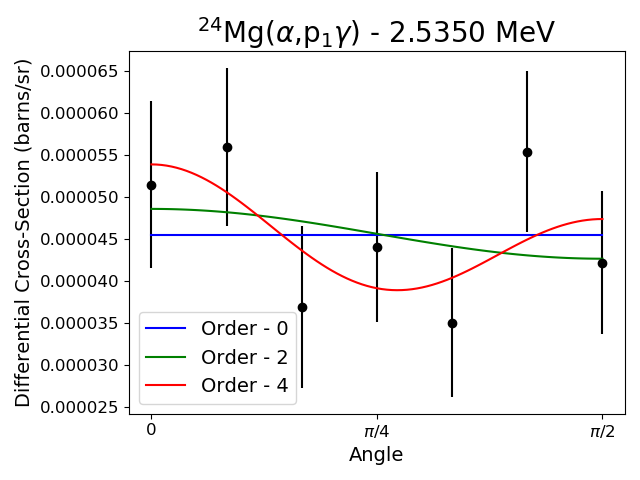 ²⁴Mg(α,p₁γ) - 2.5350 MeV
Differential Cross-Section (barns/sr)
0.000065
0.000060
0.000055
0.000050
0.000045
0.000040
0.000035
0.000030
0.000025
Order - 0
Order - 2
Order - 4
0
π/4
π/2
Angle